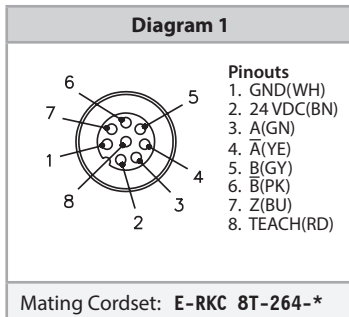 Diagram 1
Pinouts
1. GND(WH)
2. 24 VDC(BN)
3. A(GN)
4. A̅(YE)
5. B(GY)
6. B̅(PK)
7. Z(BU)
8. TEACH(RD)
6
7
5
1
4
8
3
2
Mating Cordset: E-RKC 8T-264-*